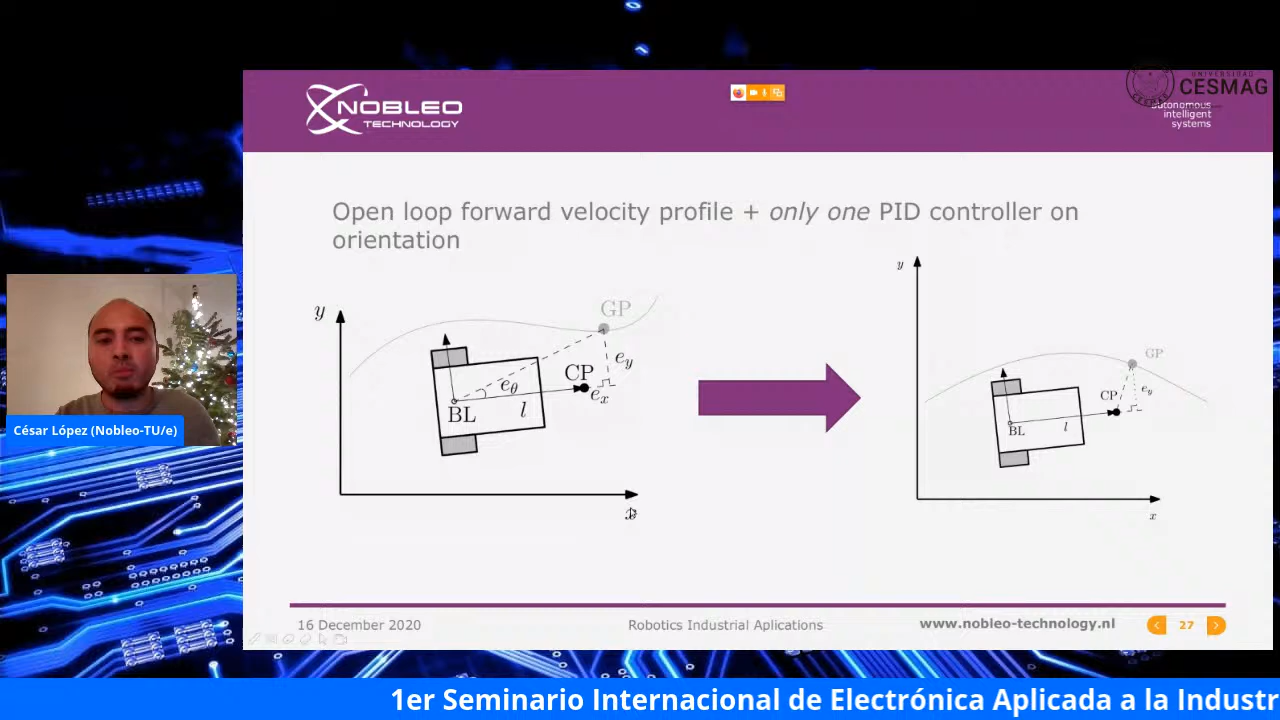 NOBLEO
TECHNOLOGY
UNIVERSIDAD
CESMAG
autonomous
intelligent
systems
Open loop forward velocity profile + only one PID controller on
orientation
y
GP
e_y
CP
e_θ
e_x
BL
l
x
y
GP
CP
e_y
BL
l
x
César López (Nobleo-TU/e)
16 December 2020
Robotics Industrial Aplications
www.nobleo-technology.nl
27
1er Seminario Internacional de Electrónica Aplicada a la Industr